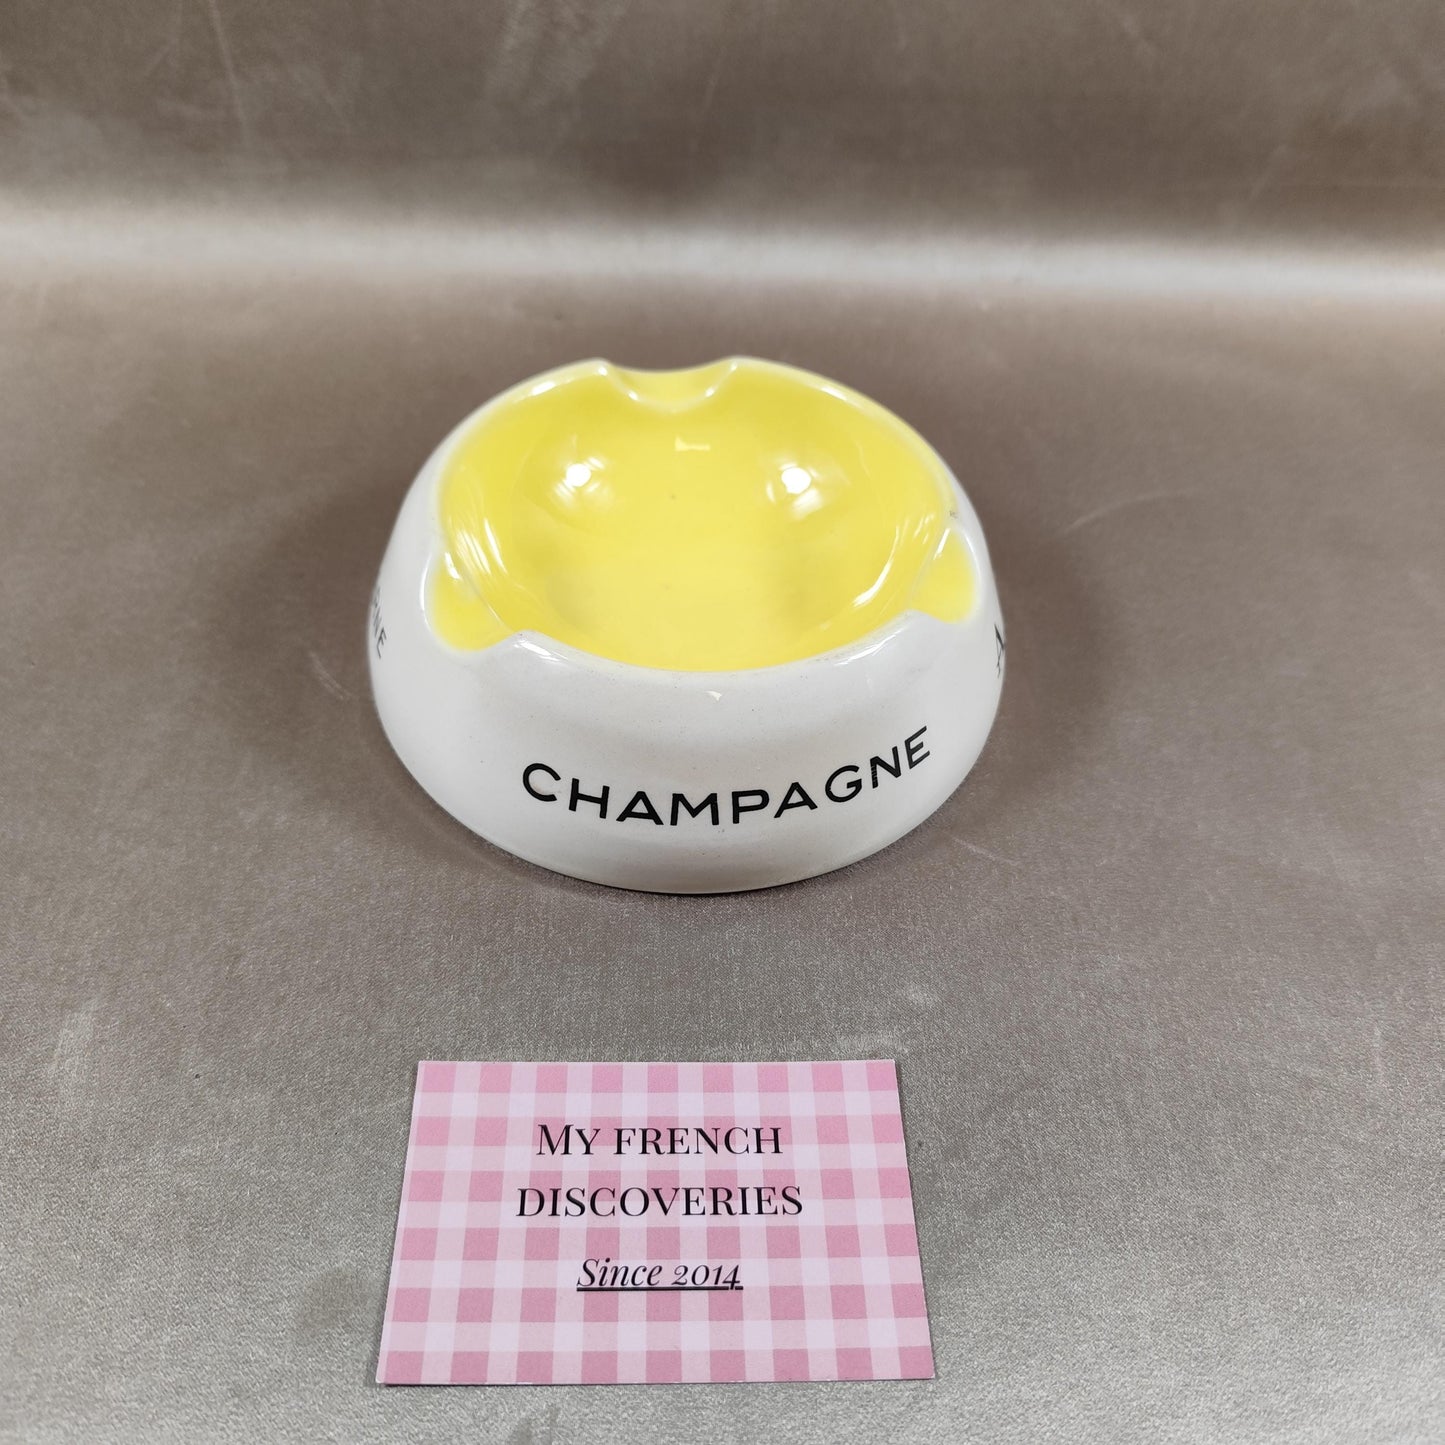 CHAMPAGNE
My french
discoveries
Since 2014